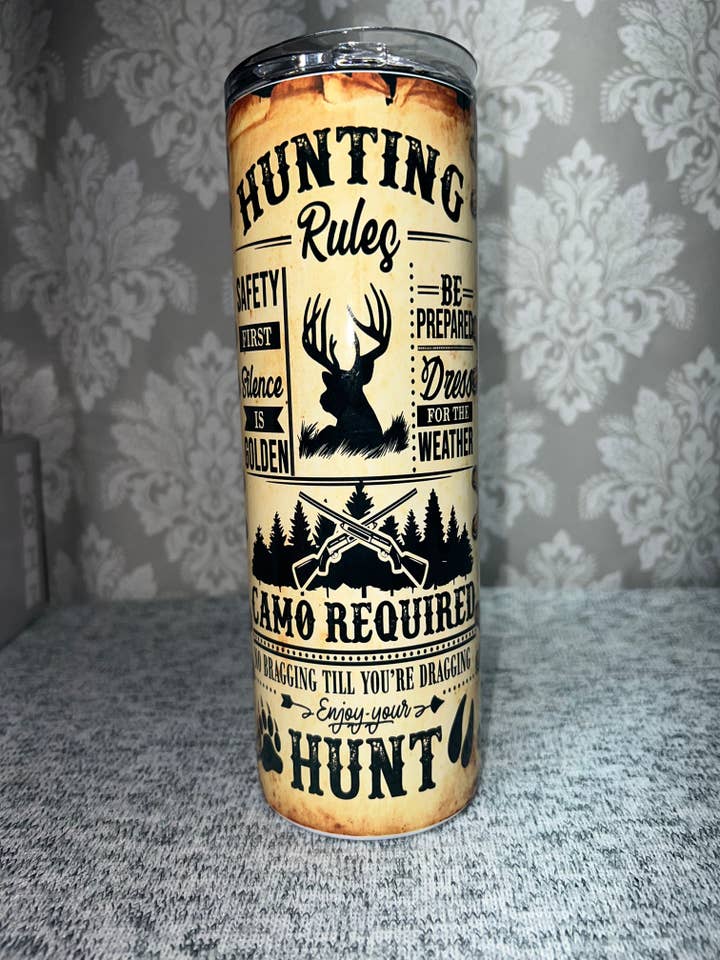 HUNTING
Rules
SAFETY
FIRST
Silence
IS
GOLDEN
BE
PREPARED
Dress
FOR THE
WEATHER
CAMO REQUIRED
NO BRAGGING TILL YOU'RE DRAGGING
Enjoy your
HUNT